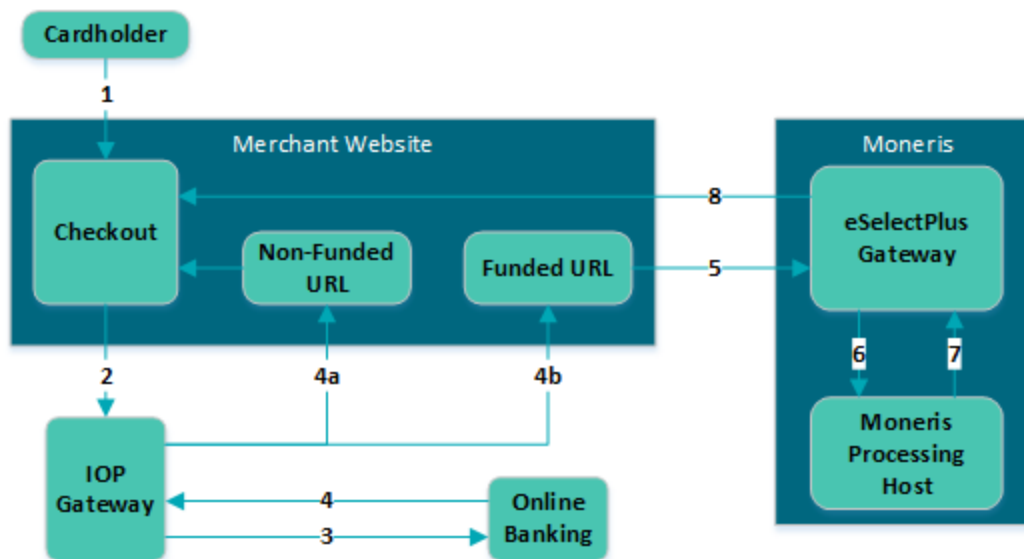 Cardholder
1
Merchant Website
Moneris
Checkout
Non-Funded
URL
Funded URL
eSelectPlus
Gateway
8
5
2
4a
4b
6
7
IOP
Gateway
4
3
Online
Banking
Moneris
Processing
Host